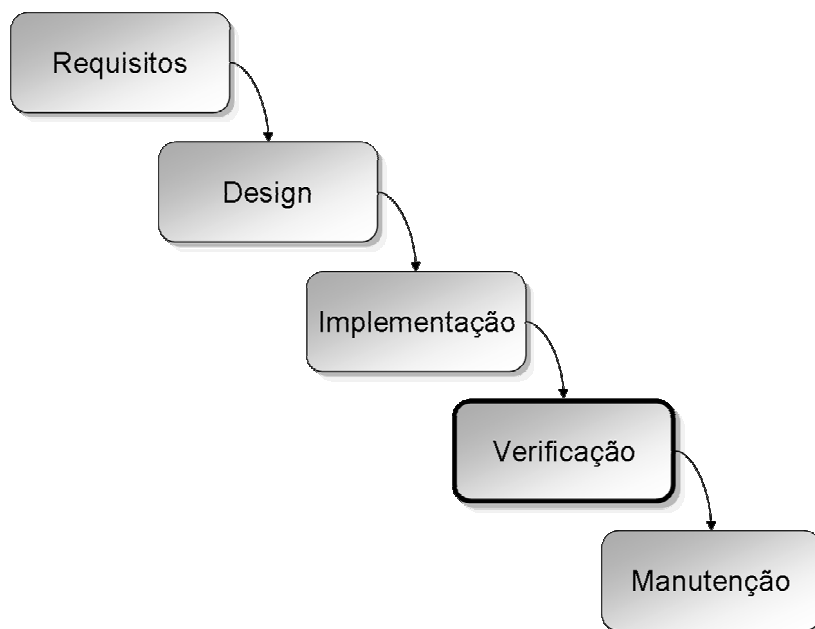 Requisitos
Design
Implementação
Verificação
Manutenção